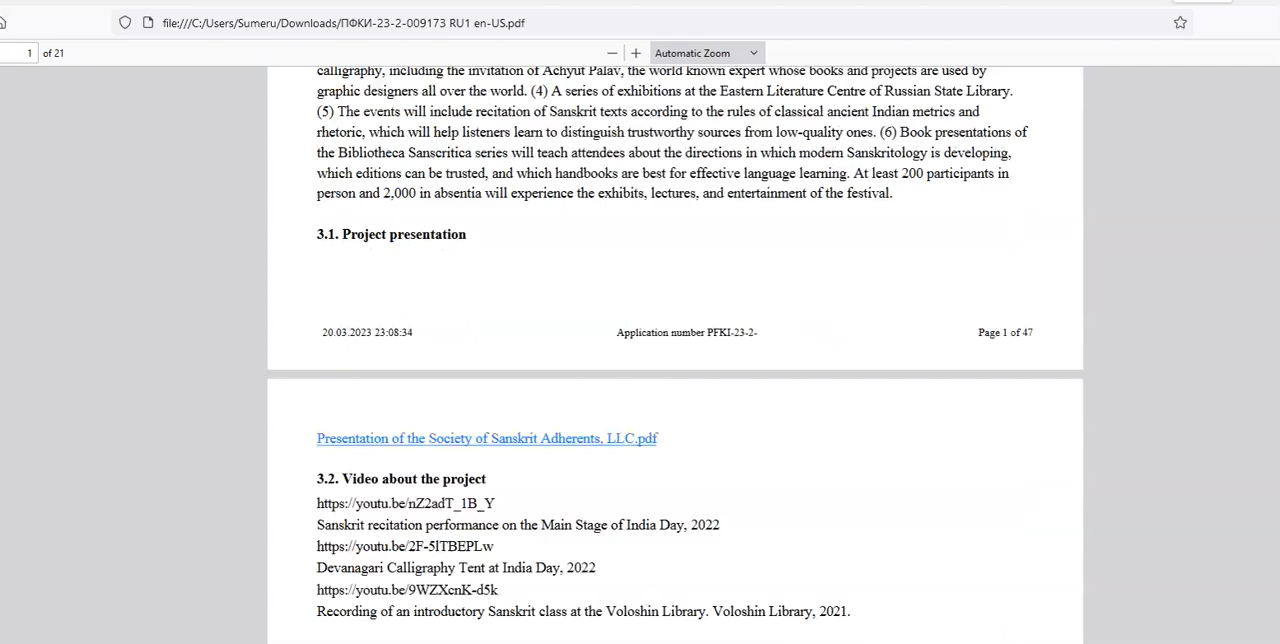 file:///C:/Users/Sumeru/Downloads/ПФКИ-23-2-009173 RU1 en-US.pdf
1 of 21
Automatic Zoom
calligraphy, including the invitation of Achyut Palav, the world known expert whose books and projects are used by
graphic designers all over the world. (4) A series of exhibitions at the Eastern Literature Centre of Russian State Library.
(5) The events will include recitation of Sanskrit texts according to the rules of classical ancient Indian metrics and
rhetoric, which will help listeners learn to distinguish trustworthy sources from low-quality ones. (6) Book presentations of
the Bibliotheca Sanscritica series will teach attendees about the directions in which modern Sanskritology is developing,
which editions can be trusted, and which handbooks are best for effective language learning. At least 200 participants in
person and 2,000 in absentia will experience the exhibits, lectures, and entertainment of the festival.
3.1. Project presentation
20.03.2023 23:08:34 Application number PFKI-23-2- Page 1 of 47
Presentation of the Society of Sanskrit Adherents, LLC.pdf
3.2. Video about the project
https://youtu.be/nZ2adT_1B_Y
Sanskrit recitation performance on the Main Stage of India Day, 2022
https://youtu.be/2F-5lTBEPLw
Devanagari Calligraphy Tent at India Day, 2022
https://youtu.be/9WZXcnK-d5k
Recording of an introductory Sanskrit class at the Voloshin Library. Voloshin Library, 2021.